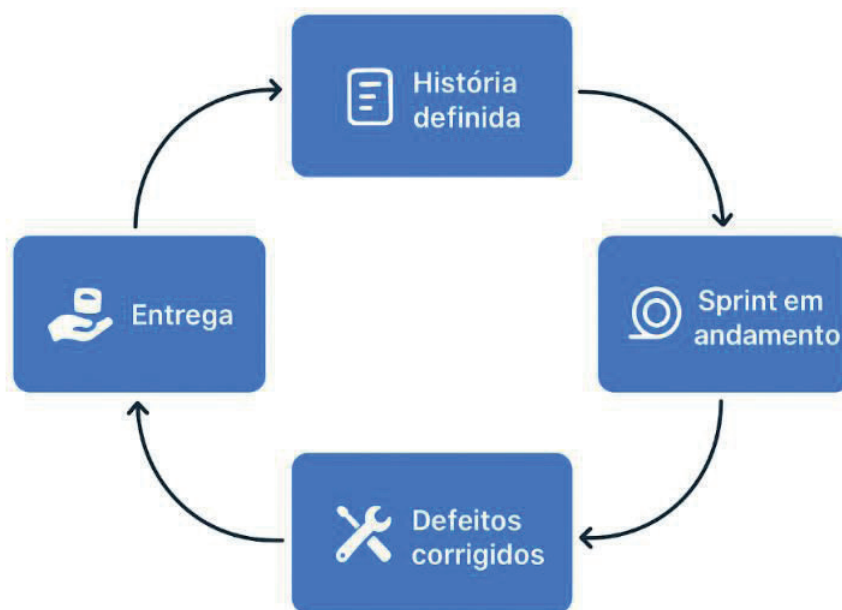 História
definida
Sprint em
andamento
Defeitos
corrigidos
Entrega